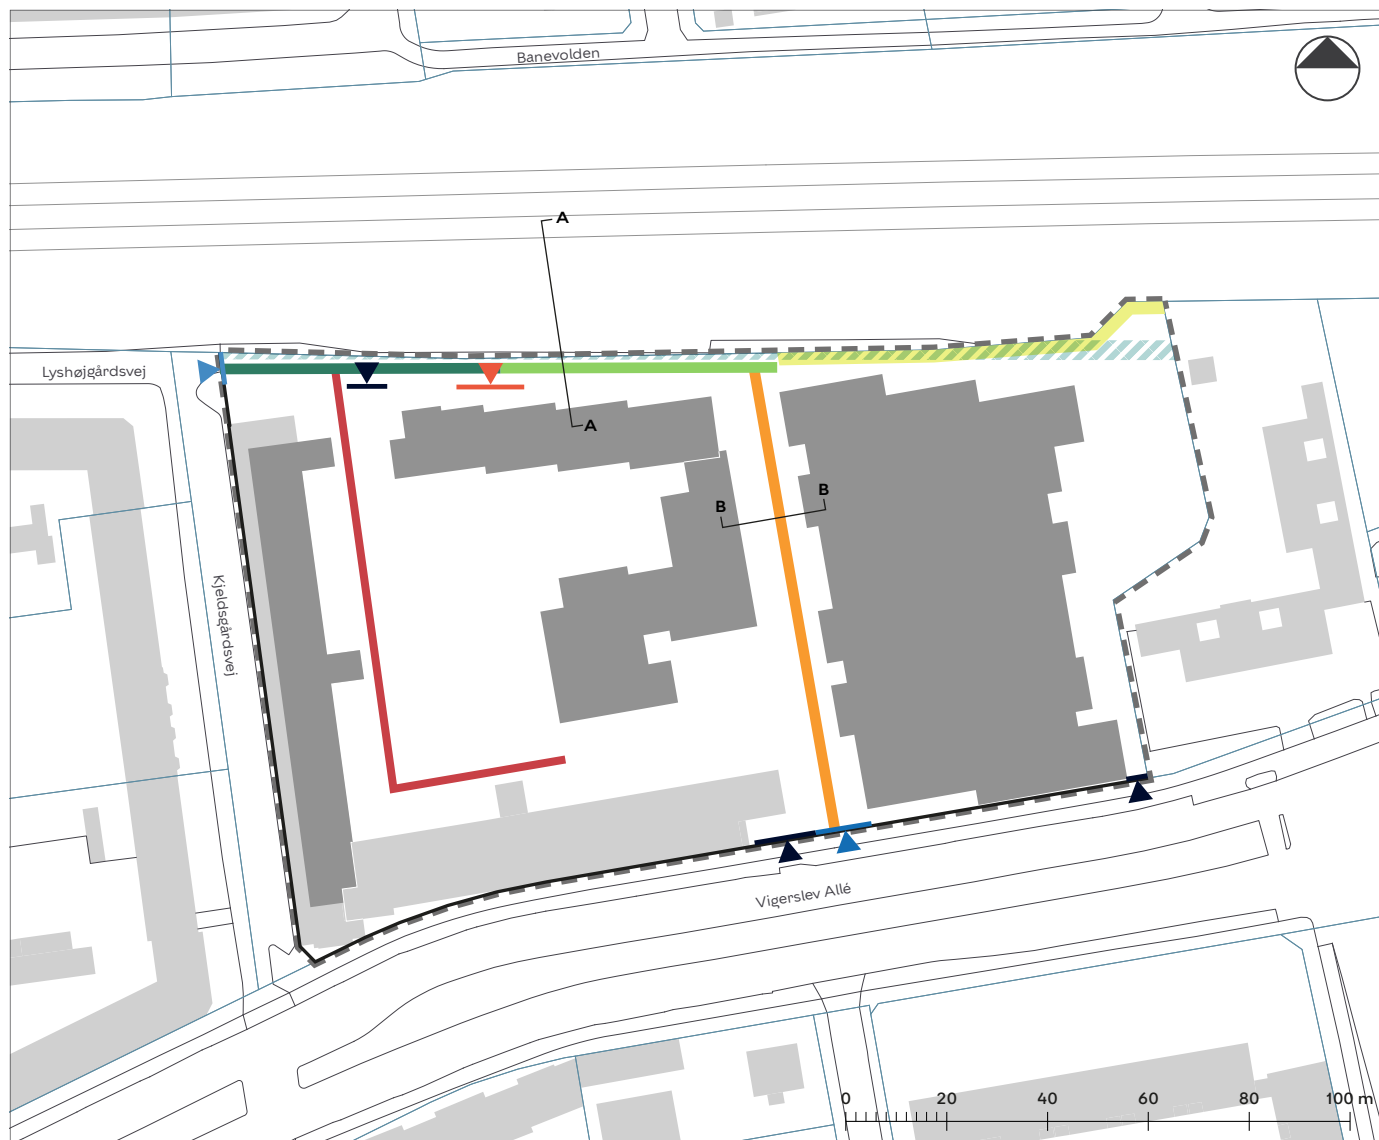 Banevolden
A
Lyshøjgårdsvej
A
B
B
Kjeldsgårdsvej
Vigerslev Allé
0 20 40 60 80 100 m